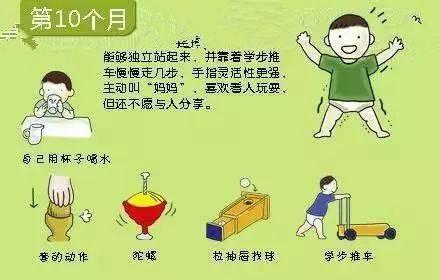 第10个月
能够独立站起来，并靠着学步推
车慢慢走几步，手指灵活性更强，
主动叫“妈妈”，喜欢看人玩耍，
但还不愿与人分享。
自己用杯子喝水
套的动作
陀螺
拉抽屉找球
学步推车